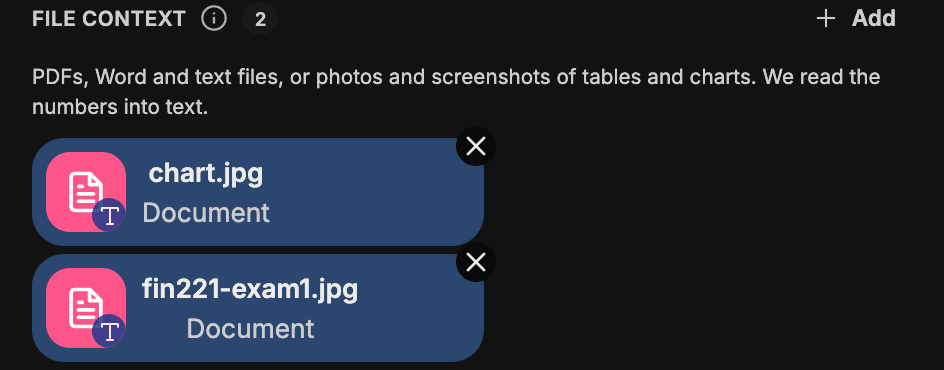 FILE CONTEXT 2 + Add
PDFs, Word and text files, or photos and screenshots of tables and charts. We read the
numbers into text.
chart.jpg
T Document
fin221-exam1.jpg
T Document